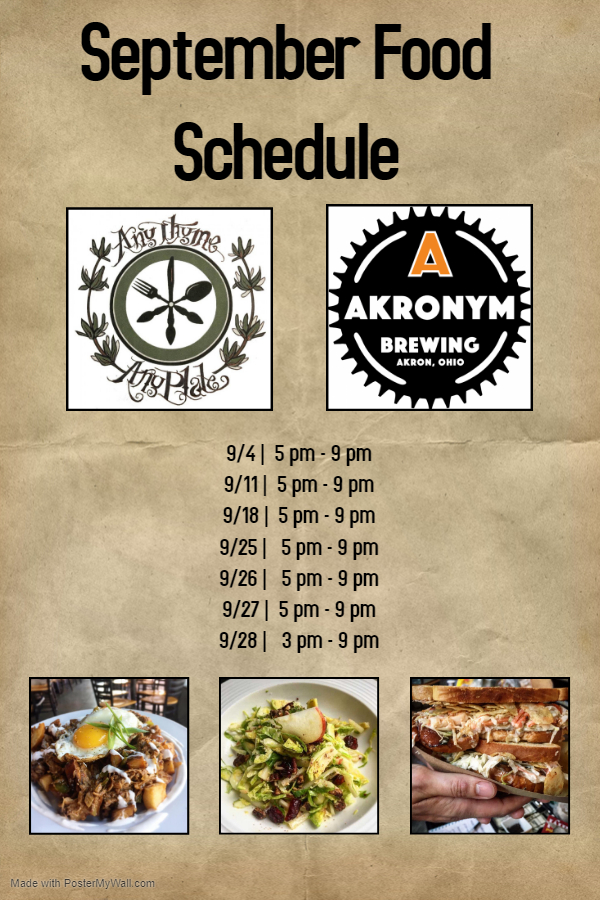 September Food
Schedule
Any Thyme
Any Plate
A
AKRONYM
BREWING
AKRON, OHIO
9/4 | 5 pm - 9 pm
9/11 | 5 pm - 9 pm
9/18 | 5 pm - 9 pm
9/25 | 5 pm - 9 pm
9/26 | 5 pm - 9 pm
9/27 | 5 pm - 9 pm
9/28 | 3 pm - 9 pm
Made with PosterMyWall.com